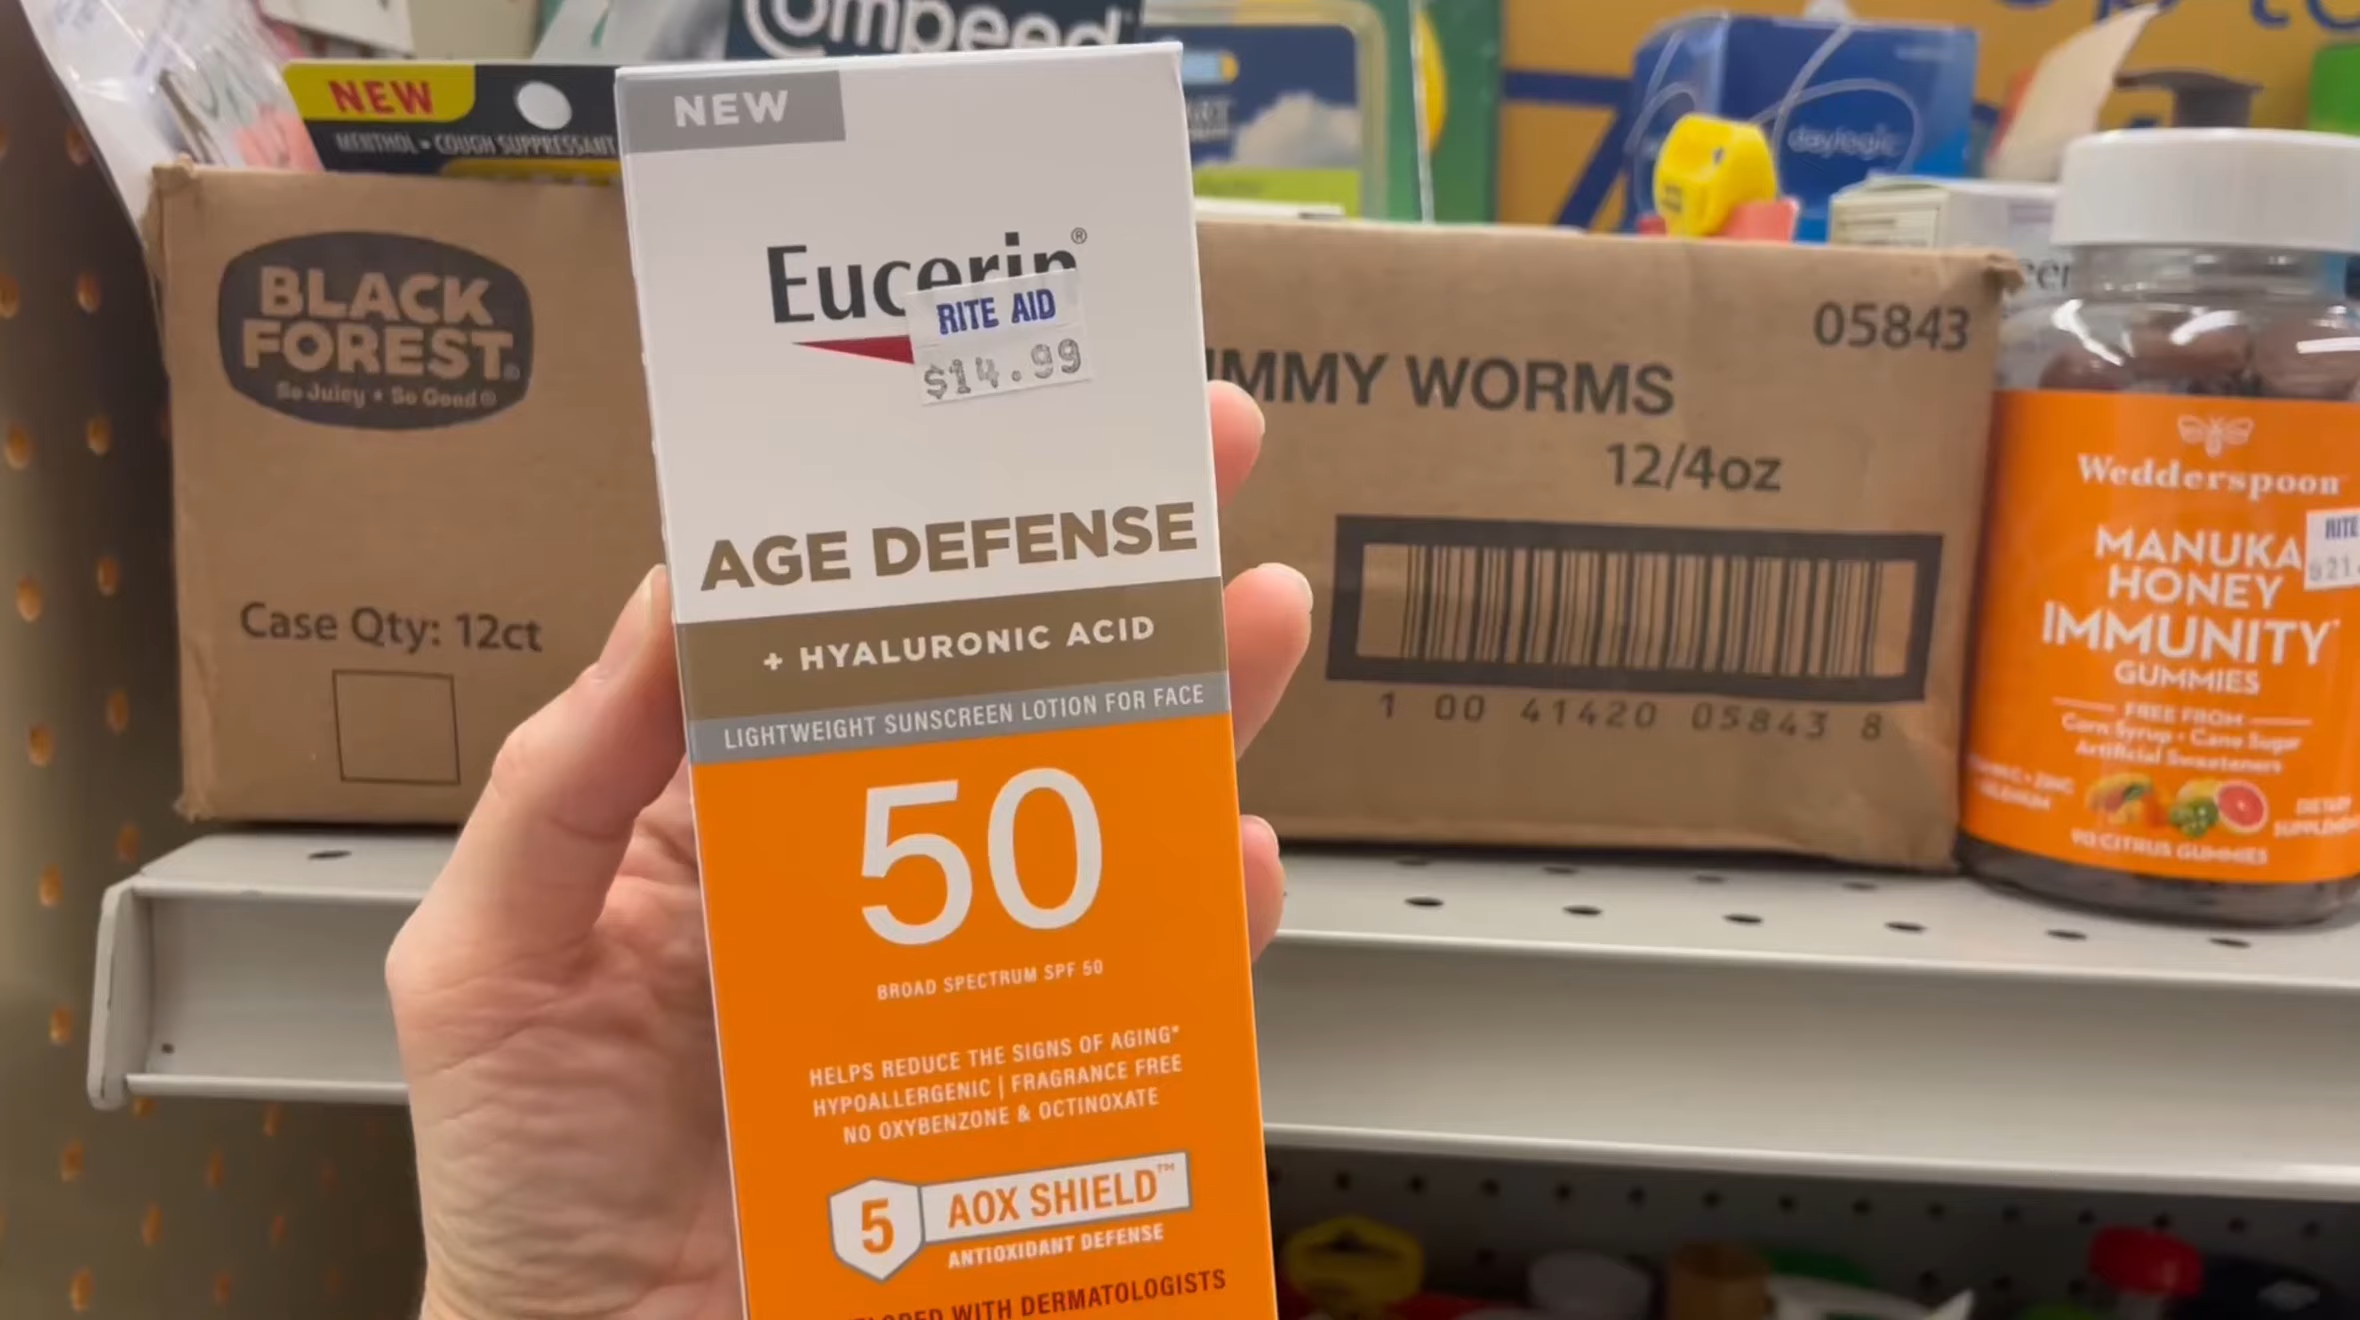 compeed
NEW
MENTHOL • COUGH SUPPRESSANT
daylogic
BLACK
FOREST®
So Juicy • So Good®
Case Qty: 12ct
NEW
Eucerin®
RITE AID
$14.99
AGE DEFENSE
+ HYALURONIC ACID
LIGHTWEIGHT SUNSCREEN LOTION FOR FACE
50
BROAD SPECTRUM SPF 50
HELPS REDUCE THE SIGNS OF AGING*
HYPOALLERGENIC | FRAGRANCE FREE
NO OXYBENZONE & OCTINOXATE
5 AOX SHIELD™
ANTIOXIDANT DEFENSE
WITH DERMATOLOGISTS
05843
WORMS
12/4oz
1 00 41420 05843 8
Wedderspoon
MANUKA
HONEY
IMMUNITY
GUMMIES
RITE
FREE FROM
Corn Syrup • Cane Sugar
Artificial Sweeteners
DIETARY
SUPPLEMENT
90 CITRUS GUMMIES